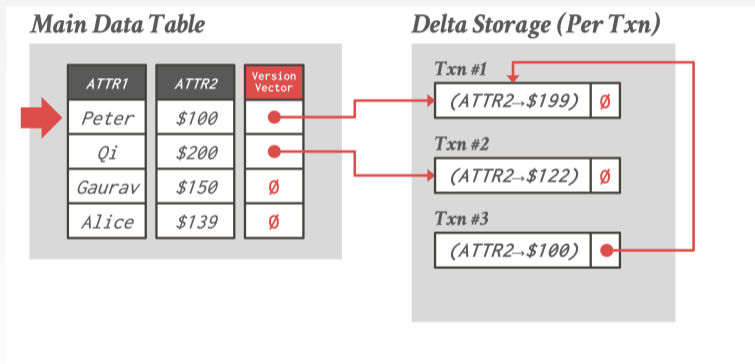 Main Data Table
Delta Storage (Per Txn)
ATTR1 ATTR2 Version Vector
Peter $100
Qi $200
Gaurav $150 Ø
Alice $139 Ø
Txn #1
(ATTR2→$199) Ø
Txn #2
(ATTR2→$122) Ø
Txn #3
(ATTR2→$100)